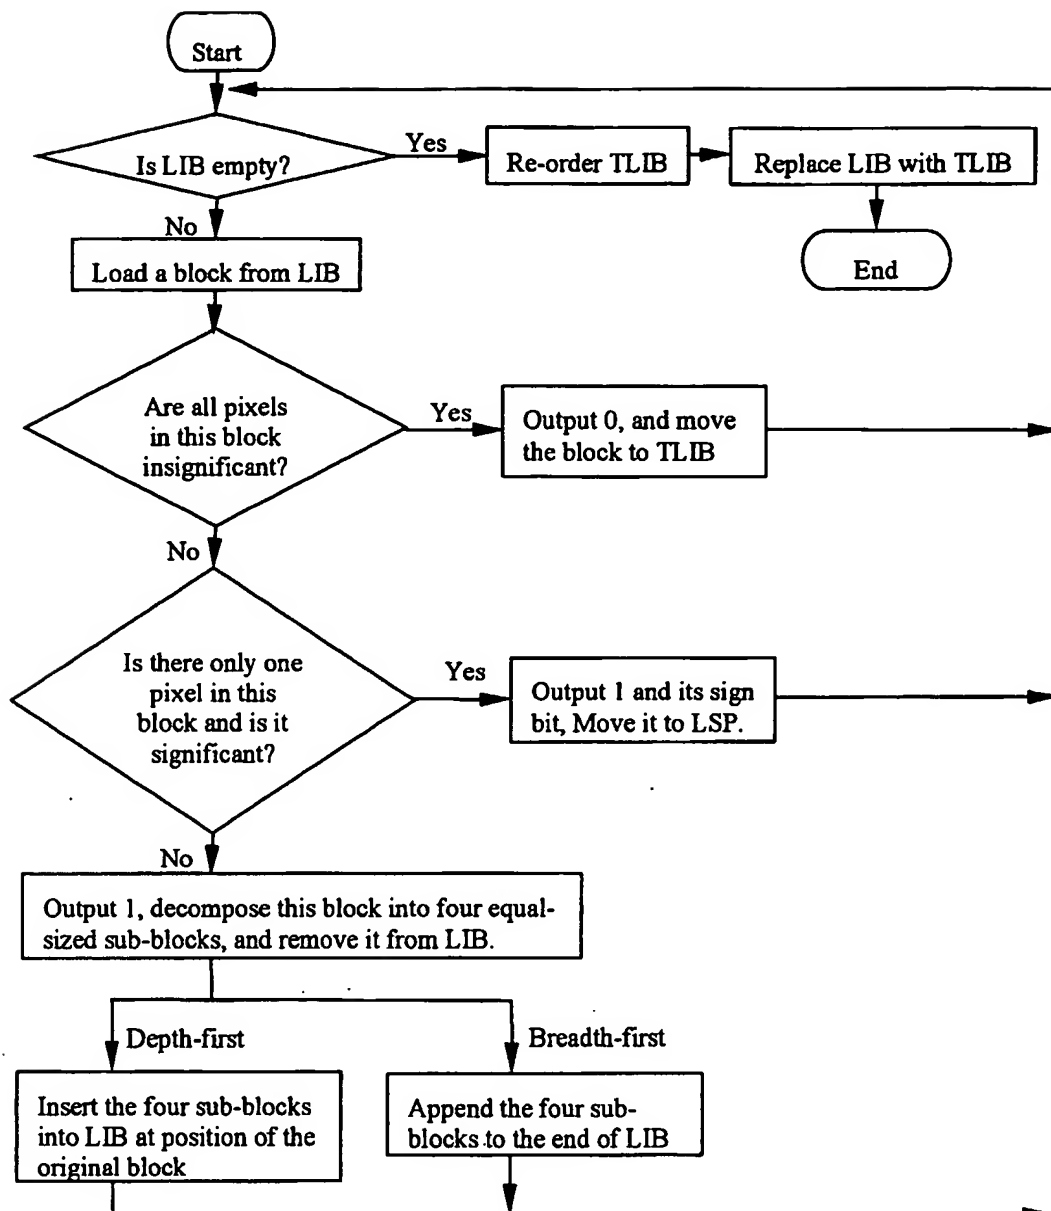 Start
Is LIB empty?
Yes
Re-order TLIB
Replace LIB with TLIB
No
Load a block from LIB
End
Are all pixels
in this block
insignificant?
Yes
Output 0, and move
the block to TLIB
No
Is there only one
pixel in this
block and is it
significant?
Yes
Output 1 and its sign
bit, Move it to LSP.
No
Output 1, decompose this block into four equal-
sized sub-blocks, and remove it from LIB.
Depth-first
Breadth-first
Insert the four sub-blocks
into LIB at position of the
original block
Append the four sub-
blocks to the end of LIB